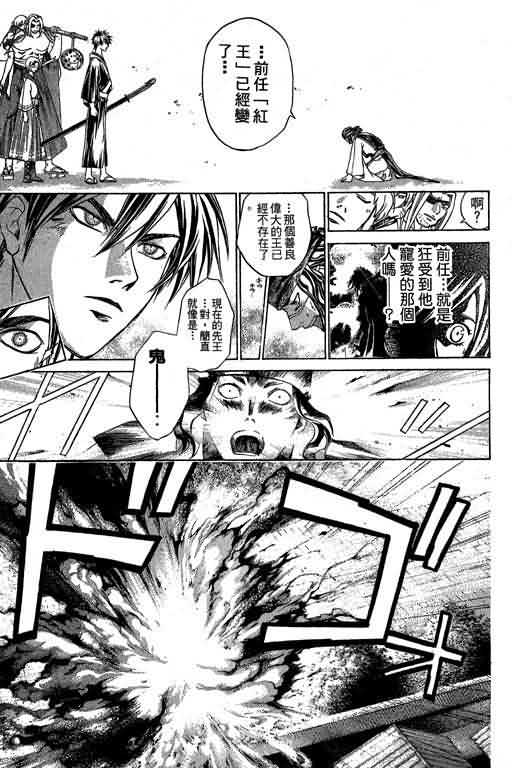 …前任「紅
王」已經變
了…
啊？
前任…就是
狂受到他
寵愛的那個
人嗎——？
…那個善良
偉大的王已
經不存在了
現在的先王
…對，簡直
就像是…
鬼——…
ドゴォ